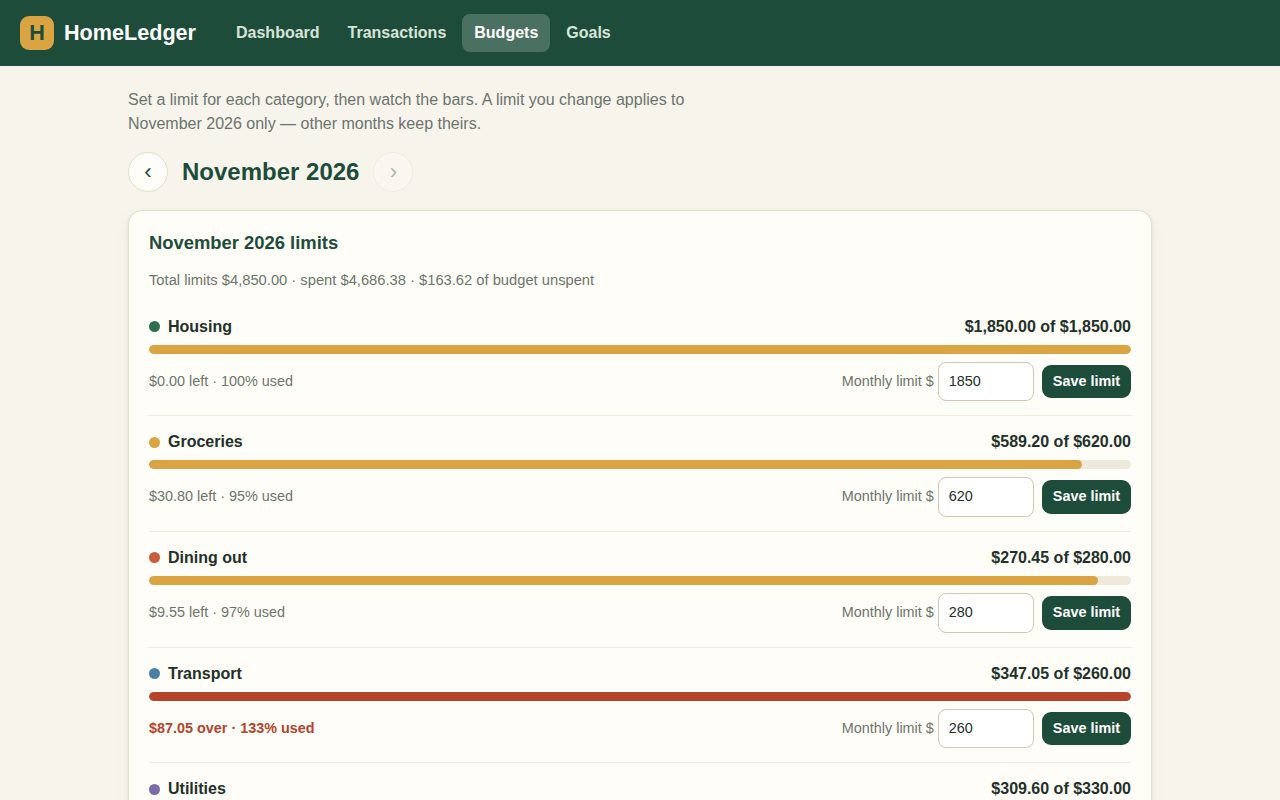 H HomeLedger Dashboard Transactions Budgets Goals
Set a limit for each category, then watch the bars. A limit you change applies to
November 2026 only — other months keep theirs.
‹ November 2026 ›
November 2026 limits
Total limits $4,850.00 · spent $4,686.38 · $163.62 of budget unspent
Housing $1,850.00 of $1,850.00
$0.00 left · 100% used Monthly limit $ 1850 Save limit
Groceries $589.20 of $620.00
$30.80 left · 95% used Monthly limit $ 620 Save limit
Dining out $270.45 of $280.00
$9.55 left · 97% used Monthly limit $ 280 Save limit
Transport $347.05 of $260.00
$87.05 over · 133% used Monthly limit $ 260 Save limit
Utilities $309.60 of $330.00